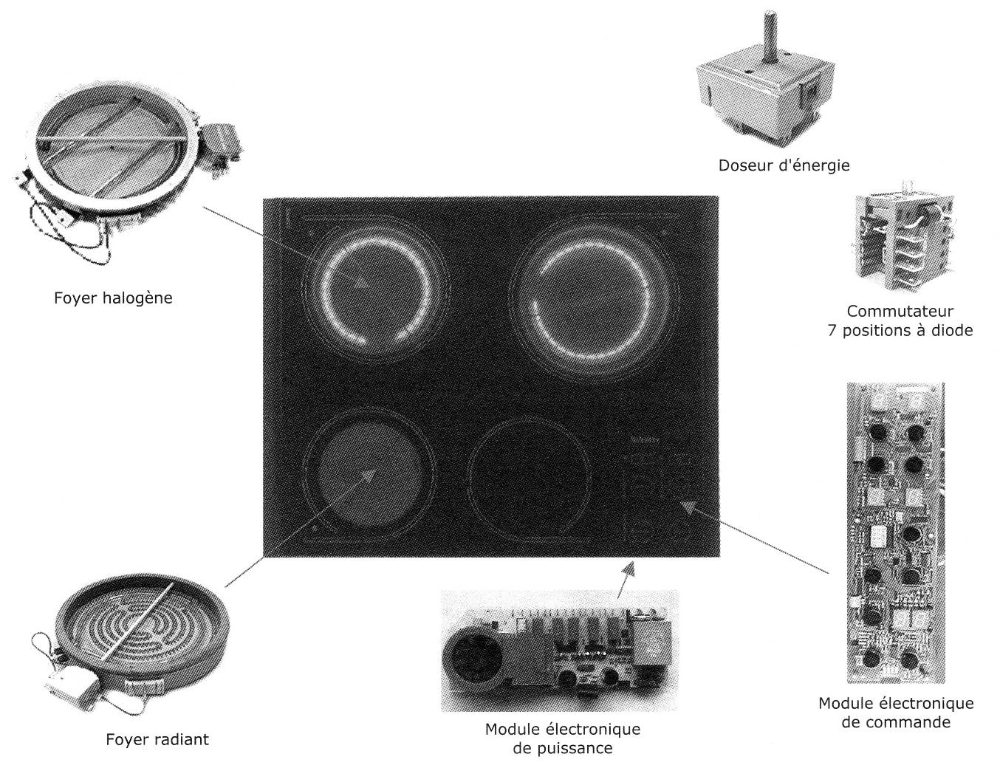 Doseur d'énergie
Foyer halogène
Commutateur
7 positions à diode
Module électronique
de commande
Foyer radiant
Module électronique
de puissance